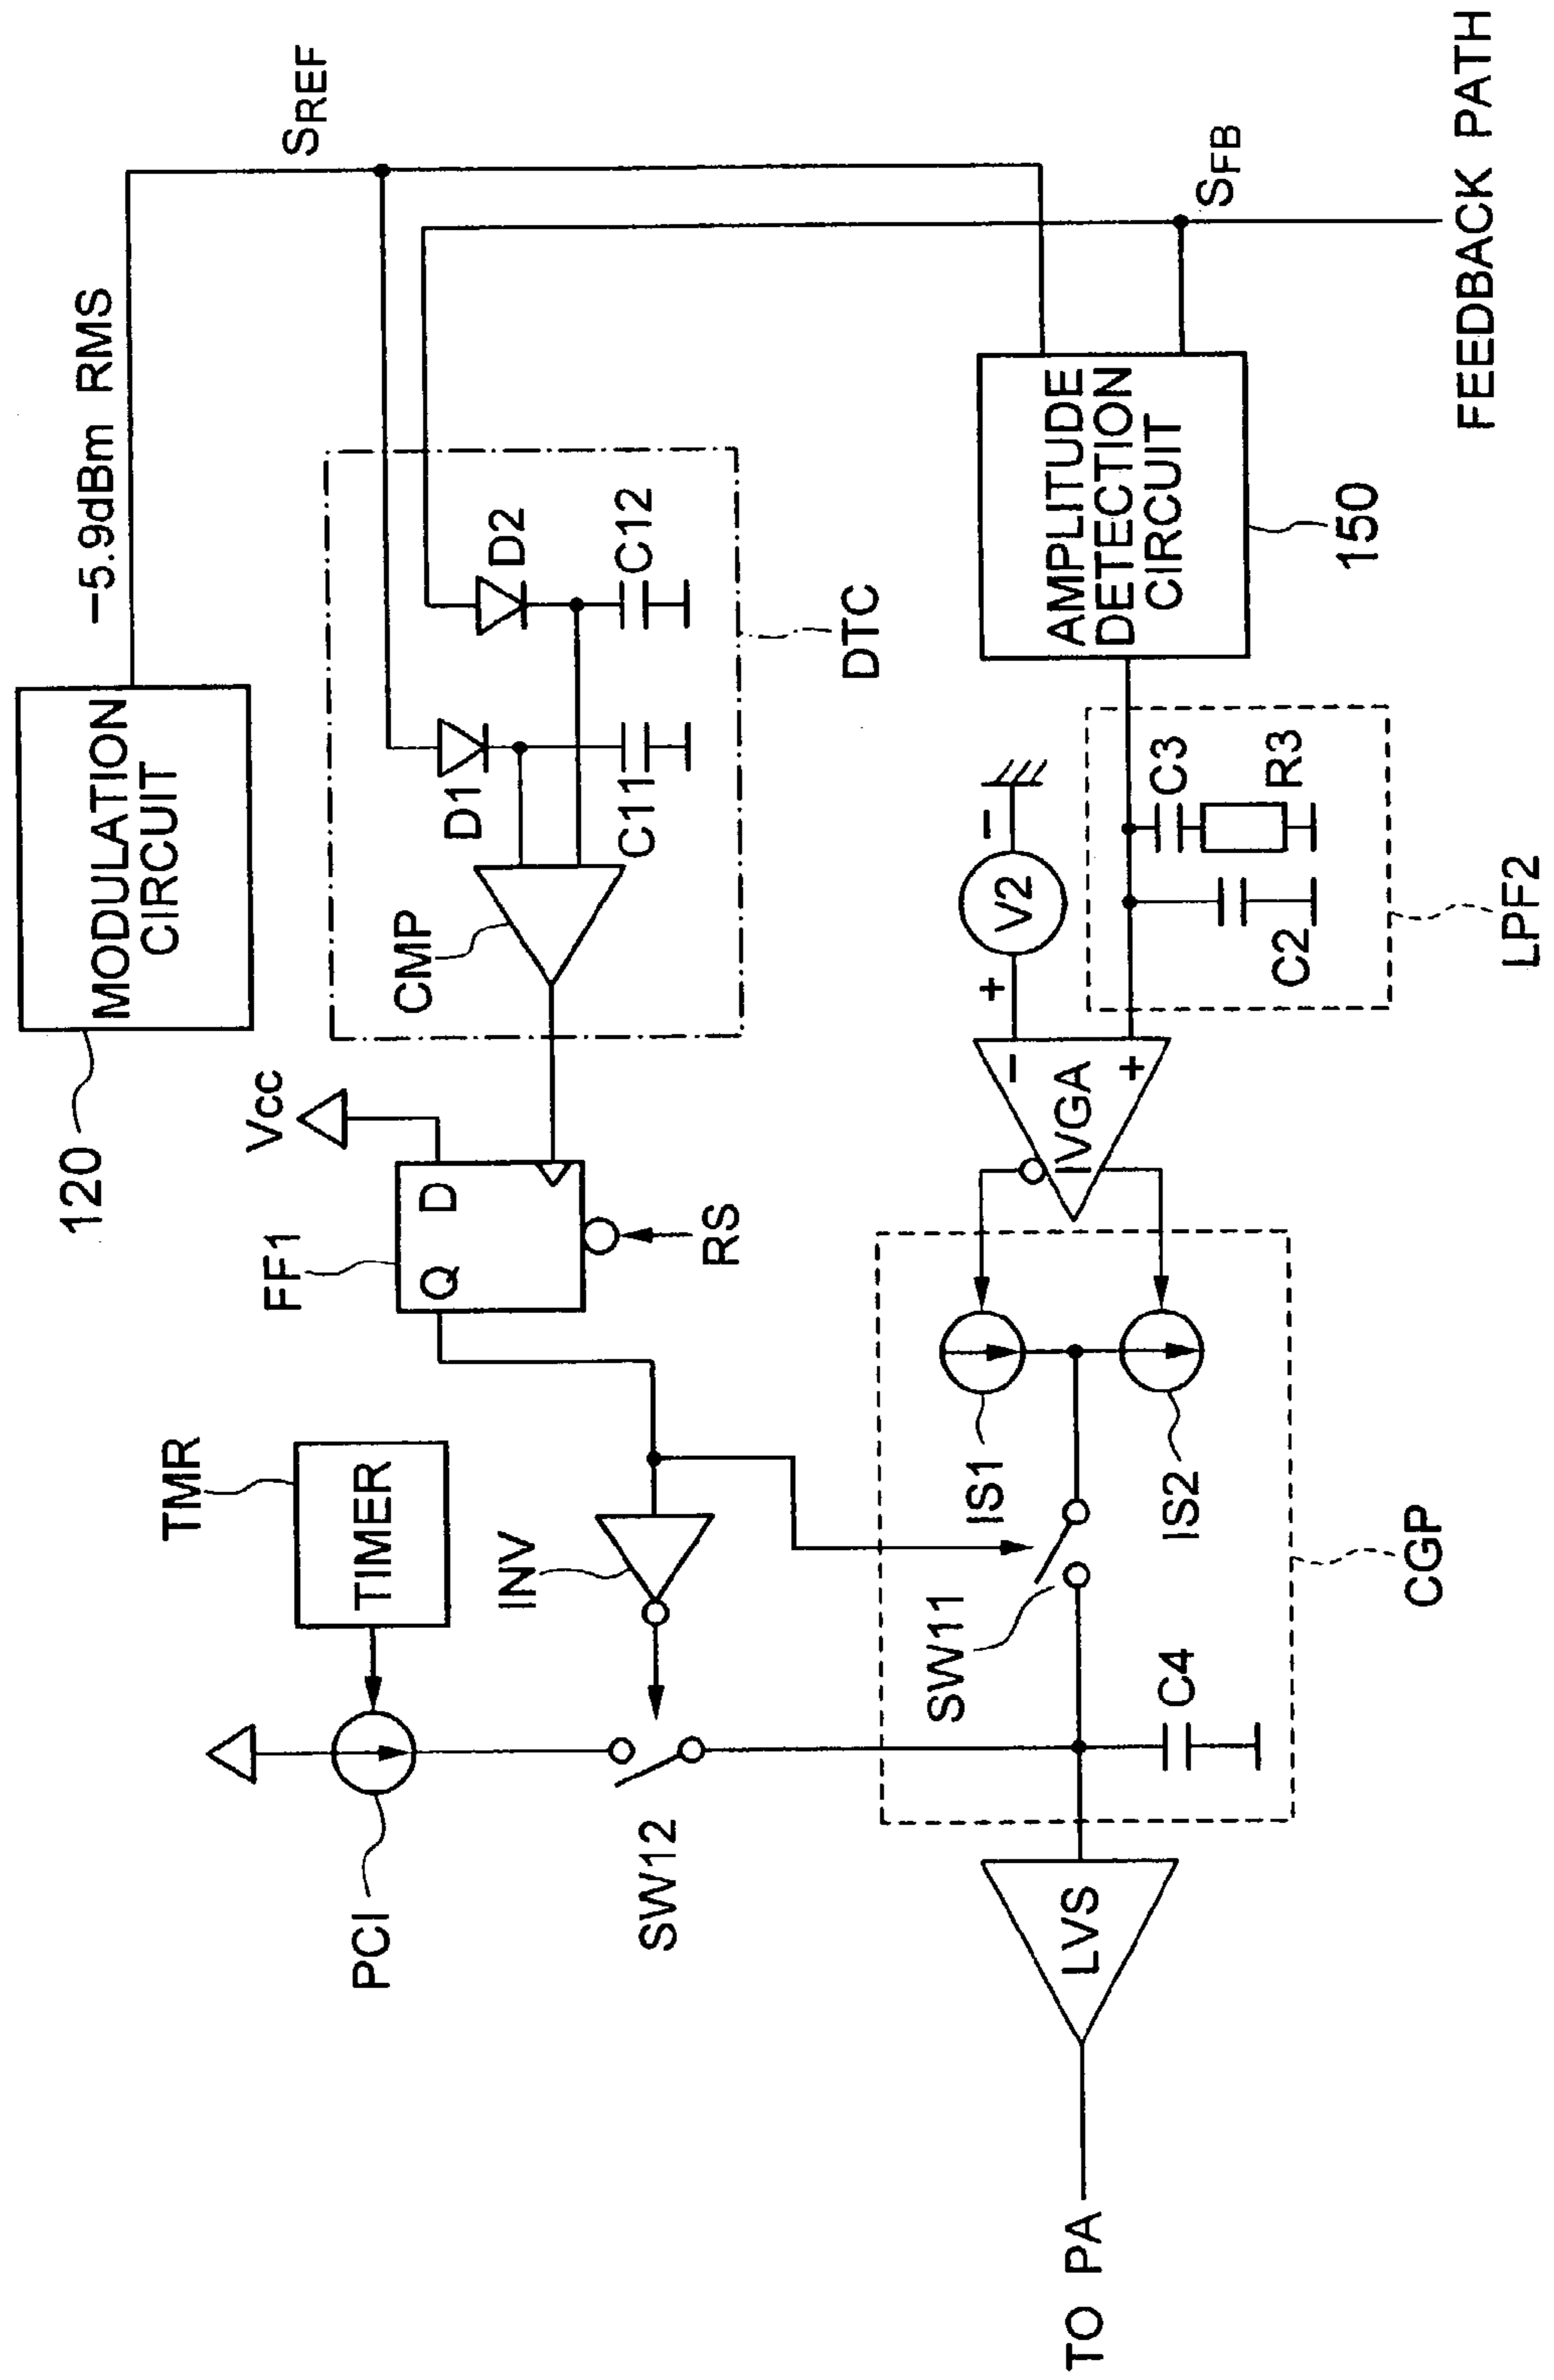 120
MODULATION
CIRCUIT
−5.9dBm RMS
SREF
Vcc
FF1
D
Q
RS
CMP
D1
D2
C11
C12
DTC
TMR
TIMER
PCI
INV
SW12
SFB
FEEDBACK PATH
AMPLITUDE
DETECTION
CIRCUIT
150
V2
+
−
C3
R3
C2
LPF2
IVGA
−
+
IS1
IS2
SW11
C4
CGP
LVS
TO PA